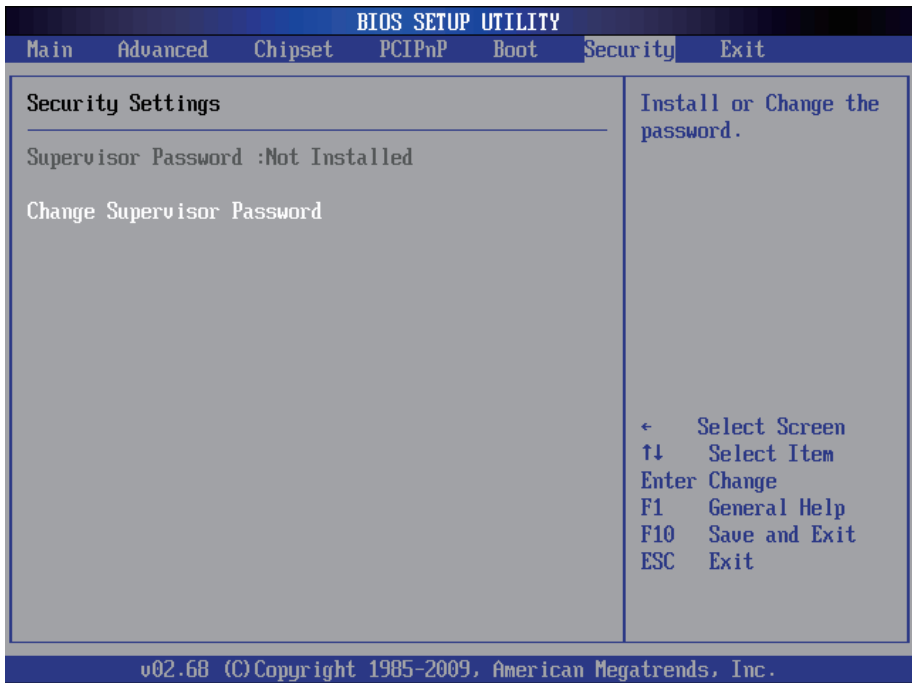 BIOS SETUP UTILITY
Main Advanced Chipset PCIPnP Boot Security Exit
Security Settings
Supervisor Password :Not Installed
Change Supervisor Password
Install or Change the
password.
← Select Screen
↑↓ Select Item
Enter Change
F1 General Help
F10 Save and Exit
ESC Exit
v02.68 (C)Copyright 1985-2009, American Megatrends, Inc.